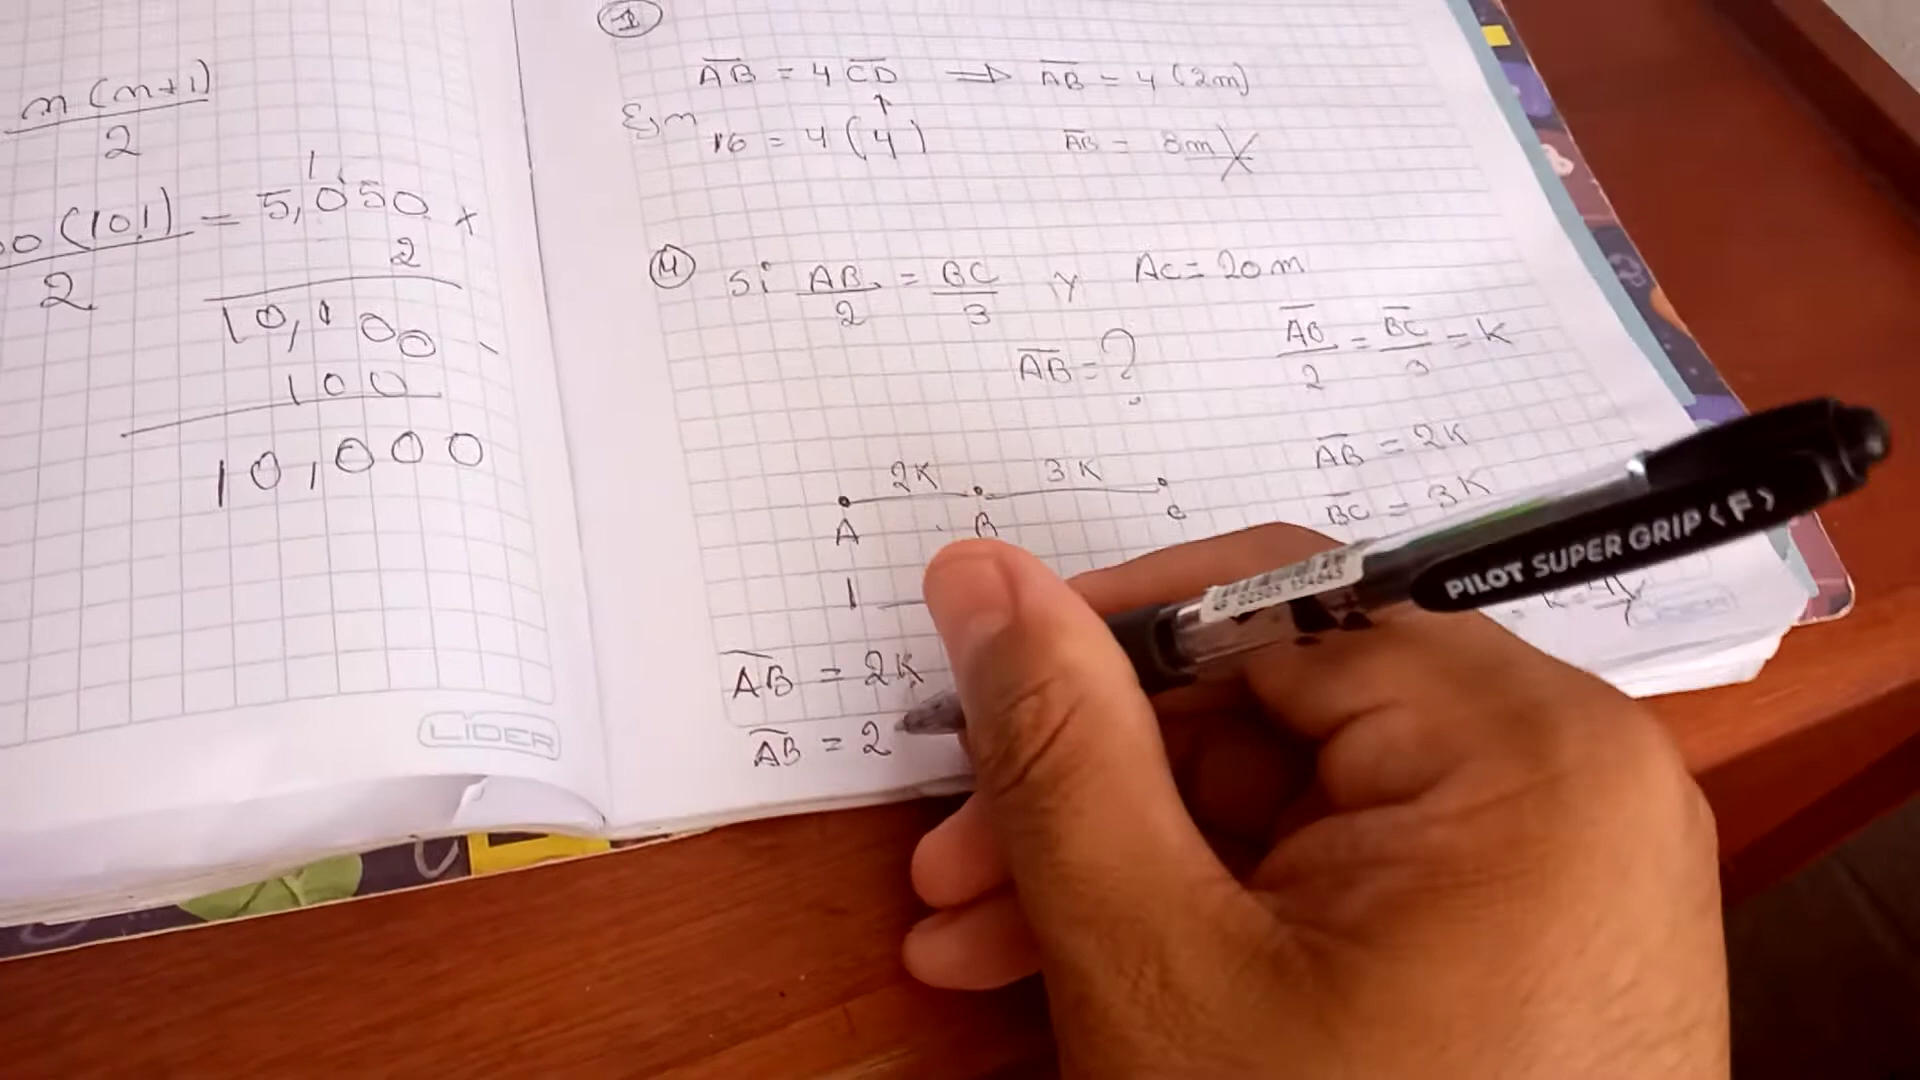 n(n+1)
2
0(101) = 5,050 x
2
2
10,100 -
100
10,000
LIDER
1
AB = 4 CD ⇒ AB = 4 (2m)
Ejm
16 = 4 (4)
AB = 8m
4 Si AB = BC y AC = 20m
2 3
AB = ?
AB = BC = K
2 3
2K 3K
A B C
AB = 2K
BC = 3K
AB = 2K
AB = 2
PILOT SUPER GRIP <F>
LIDER